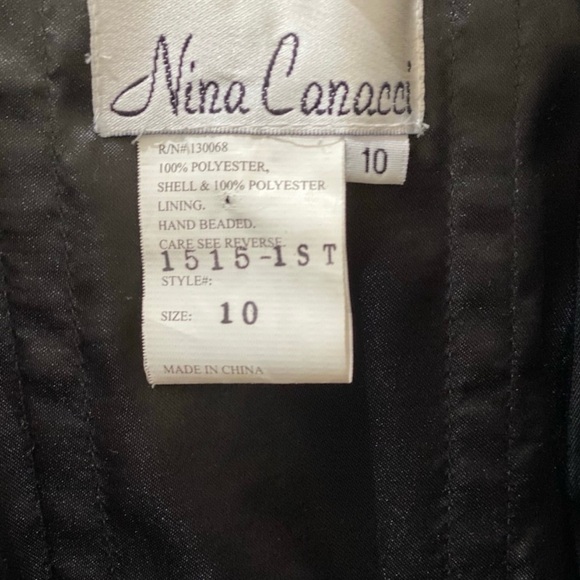 Nina Canacci
10
R/N# 130068
100% POLYESTER,
SHELL & 100% POLYESTER
LINING.
HAND BEADED.
CARE SEE REVERSE.
1515-1ST
STYLE#:
SIZE: 10
MADE IN CHINA